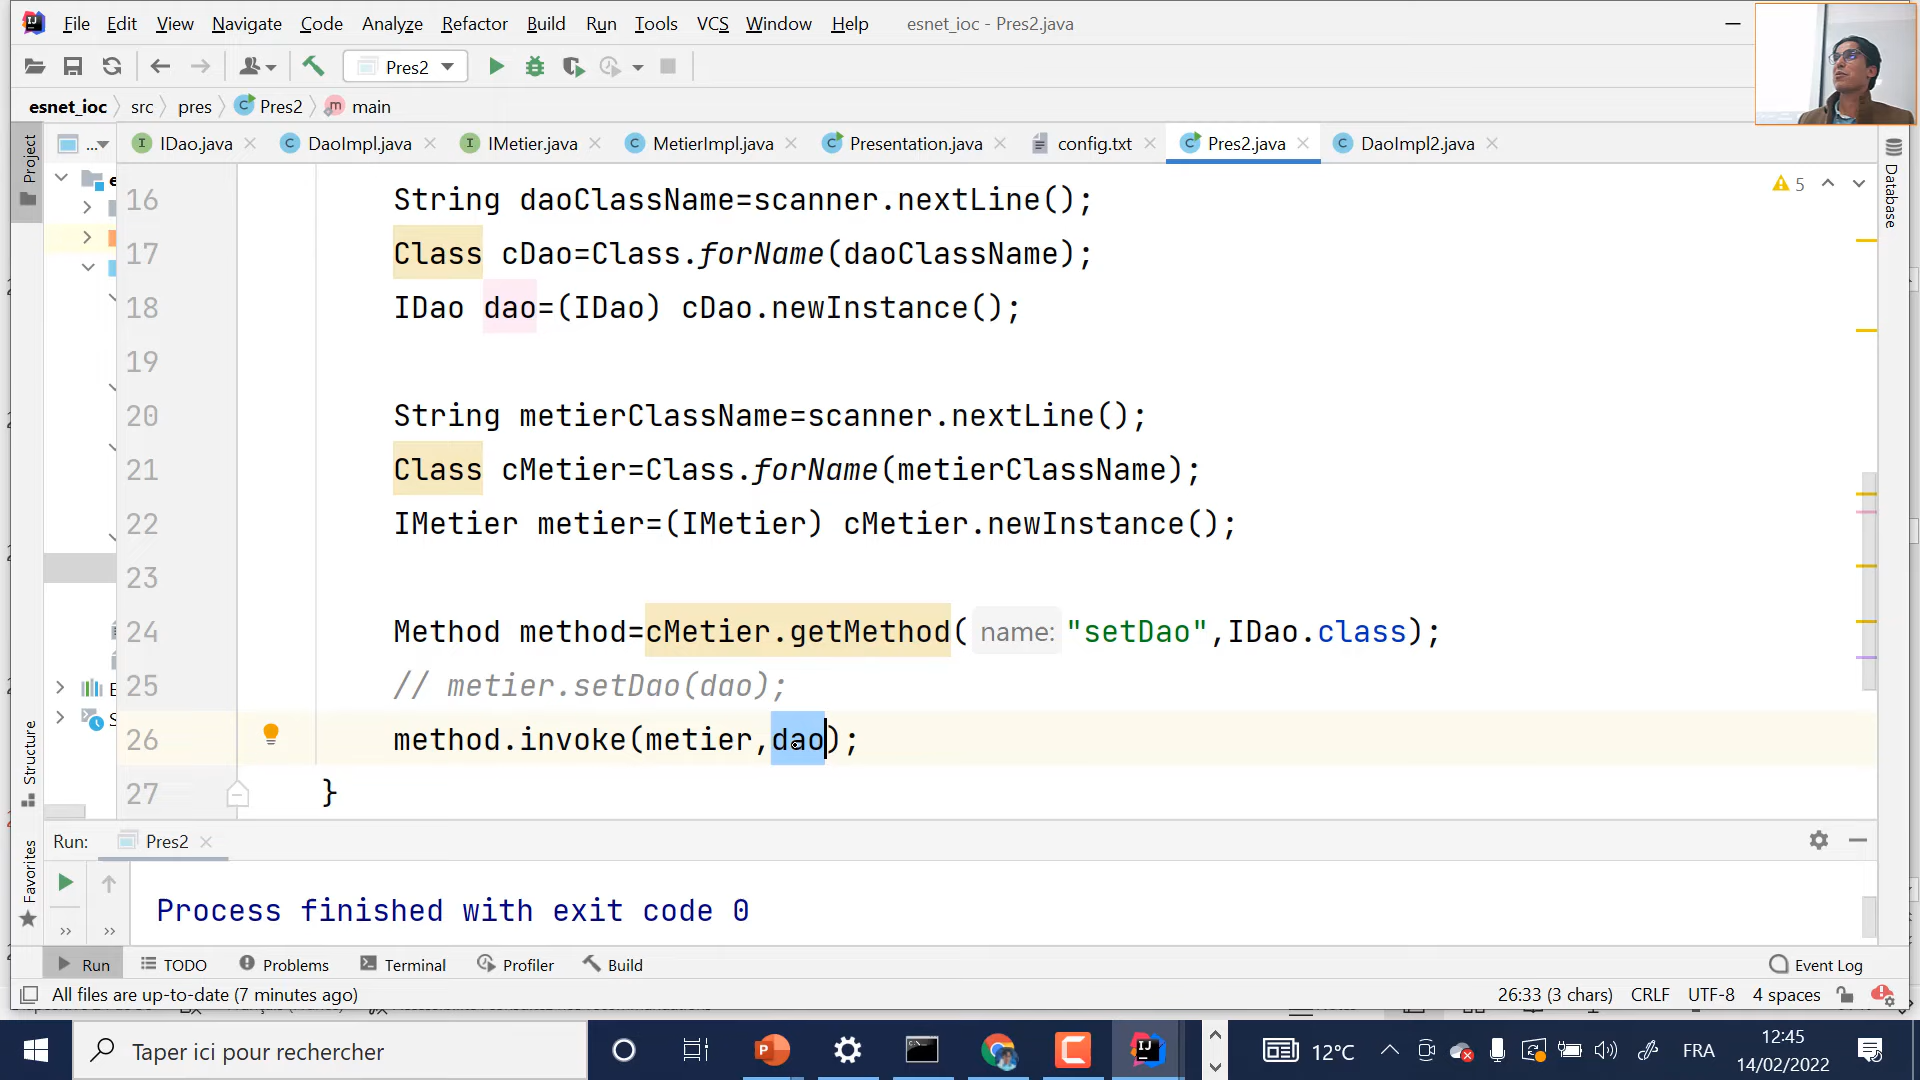 File Edit View Navigate Code Analyze Refactor Build Run Tools VCS Window Help esnet_ioc - Pres2.java
Pres2
esnet_ioc src pres Pres2 main
IDao.java DaoImpl.java IMetier.java MetierImpl.java Presentation.java config.txt Pres2.java DaoImpl2.java
Project
Database
5
16 String daoClassName=scanner.nextLine();
17 Class cDao=Class.forName(daoClassName);
18 IDao dao=(IDao) cDao.newInstance();
19
20 String metierClassName=scanner.nextLine();
21 Class cMetier=Class.forName(metierClassName);
22 IMetier metier=(IMetier) cMetier.newInstance();
23
24 Method method=cMetier.getMethod( name: "setDao",IDao.class);
25 // metier.setDao(dao);
26 method.invoke(metier,dao);
27 }
Structure
Favorites
Run: Pres2
Process finished with exit code 0
Run TODO Problems Terminal Profiler Build Event Log
All files are up-to-date (7 minutes ago) 26:33 (3 chars) CRLF UTF-8 4 spaces
Taper ici pour rechercher 12°C FRA 12:45
14/02/2022